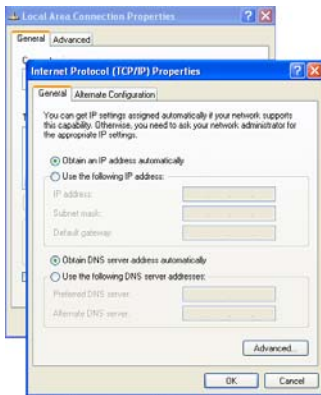 Local Area Connection Properties
General Advanced
Internet Protocol (TCP/IP) Properties
General Alternate Configuration
You can get IP settings assigned automatically if your network supports
this capability. Otherwise, you need to ask your network administrator for
the appropriate IP settings.
Obtain an IP address automatically
Use the following IP address:
IP address:
Subnet mask:
Default gateway:
Obtain DNS server address automatically
Use the following DNS server addresses:
Preferred DNS server:
Alternate DNS server:
Advanced...
OK Cancel